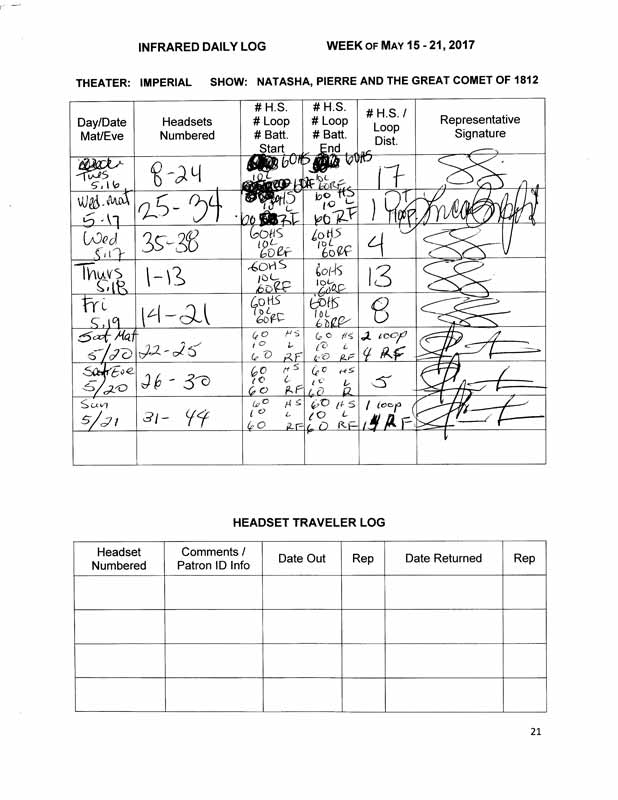 INFRARED DAILY LOG WEEK OF MAY 15 - 21, 2017
THEATER: IMPERIAL SHOW: NATASHA, PIERRE AND THE GREAT COMET OF 1812
Day/Date Mat/Eve
Headsets Numbered
# H.S. # Loop # Batt. Start
# H.S. # Loop # Batt. End
# H.S. / Loop Dist.
Representative Signature
Tues 5.16 8-24 60HS 10L 60RF 60HS 10L 60RF 17
Wed. mat 5.17 25-34 60 HS 10 L 60 RF
Wed 5.17 35-38 60HS 10L 60RF 60HS 10L 60RF 4
Thurs 5.18 1-13 60HS 10L 60RF 60HS 10L 60RF 13
Fri 5.19 14-21 60HS 10L 60RF 60HS 10L 60RF 8
Sat Mat 5/20 22-25 60 HS 10 L 60 RF 60 HS 10 L 60 RF 2 loop 4 RF
Sat Eve 5/20 26-30 60 HS 10 L 60 RF 60 HS 10 L 60 R 5
Sun 5/21 31-44 60 HS 10 L 60 RF 60 HS 10 L 60 RF 1 loop 14 RF
HEADSET TRAVELER LOG
Headset Numbered
Comments / Patron ID Info
Date Out
Rep
Date Returned
Rep
21